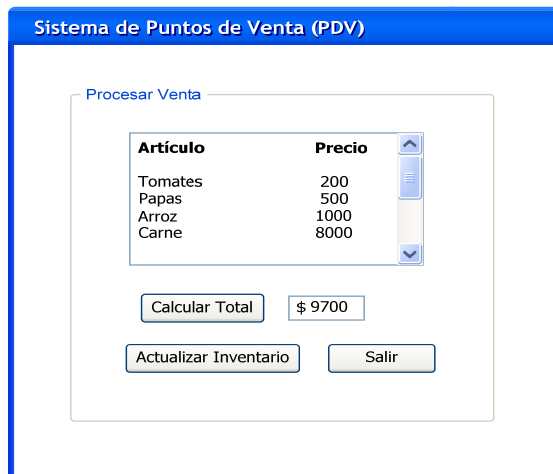 Sistema de Puntos de Venta (PDV)
Procesar Venta
Artículo Precio
Tomates 200
Papas 500
Arroz 1000
Carne 8000
Calcular Total $ 9700
Actualizar Inventario Salir